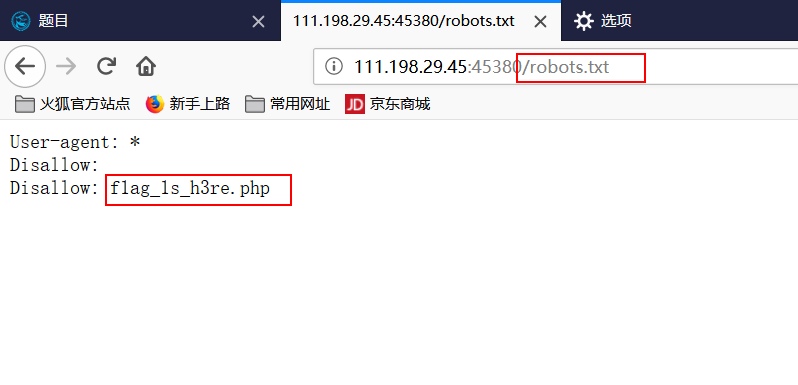 题目
111.198.29.45:45380/robots.txt
选项
111.198.29.45:45380/robots.txt
火狐官方站点
新手上路
常用网址
JD 京东商城
User-agent: *
Disallow:
Disallow: f1ag_1s_h3re.php